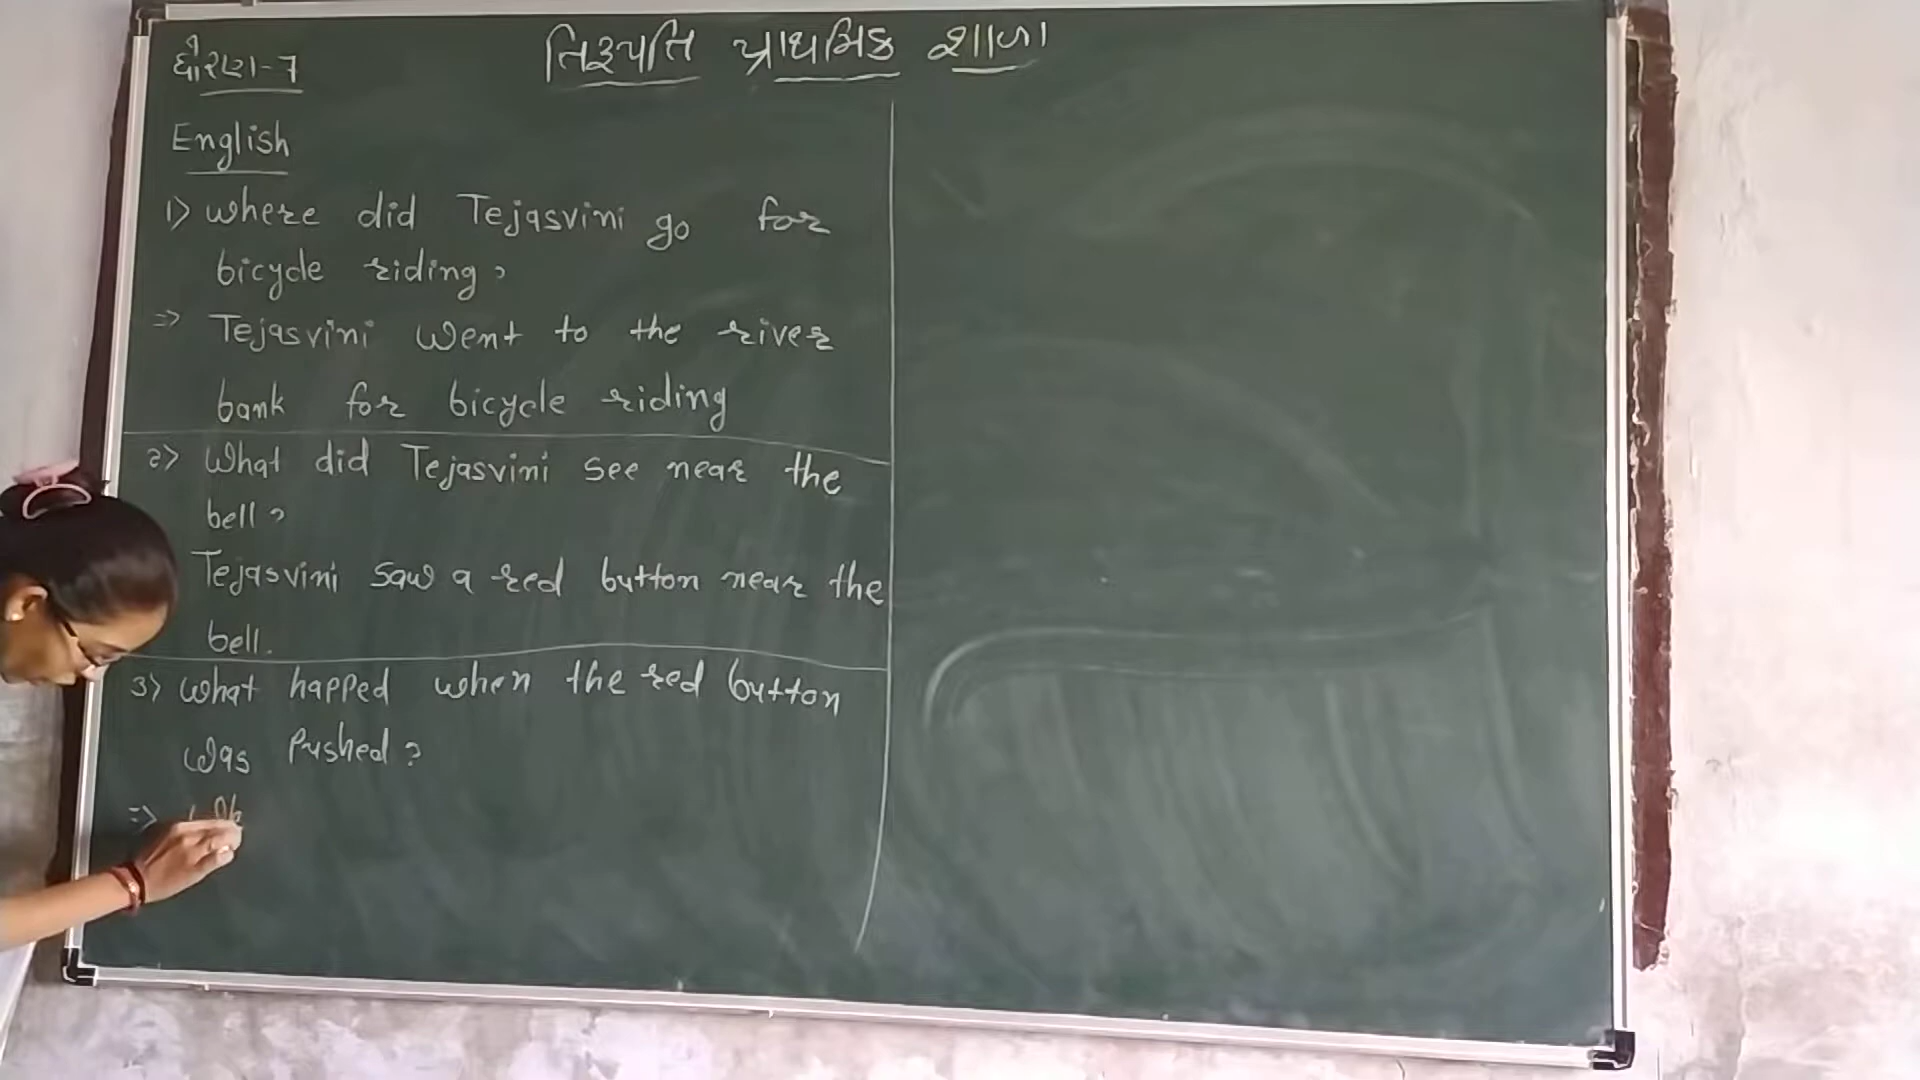 ધોરણ-7
તિરૂપતિ પ્રાથમિક શાળા
English
1) where did Tejasvini go for
bicycle riding?
=> Tejasvini went to the river
bank for bicycle riding
2) What did Tejasvini see near the
bell?
Tejasvini saw a red button near the
bell.
3) what happed when the red button
was Pushed?
=>